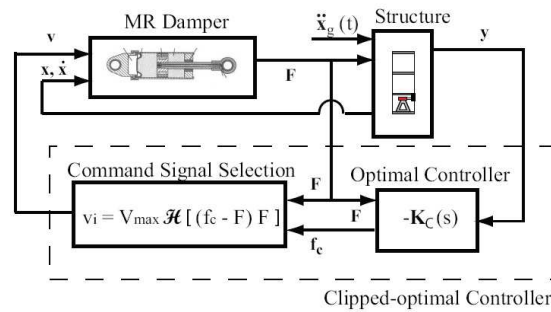 MR Damper
Structure
v
ẍg (t)
y
x, ẋ
F
Command Signal Selection
Optimal Controller
F
vi = Vmax ℋ [ (fc - F) F ]
F
-KC(s)
fc
Clipped-optimal Controller